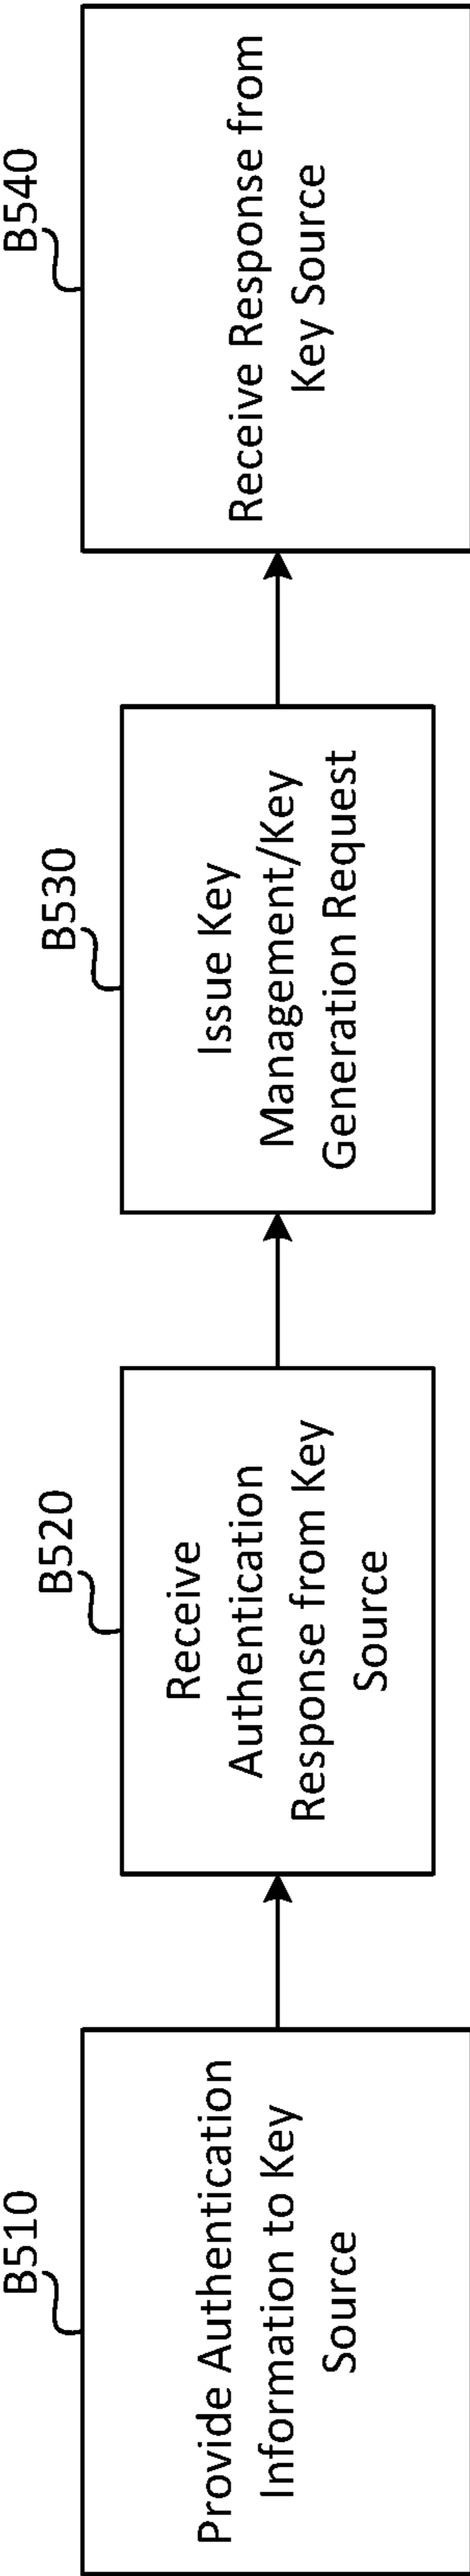 B510
Provide Authentication
Information to Key
Source
B520
Receive
Authentication
Response from Key
Source
B530
Issue Key
Management/Key
Generation Request
B540
Receive Response from
Key Source